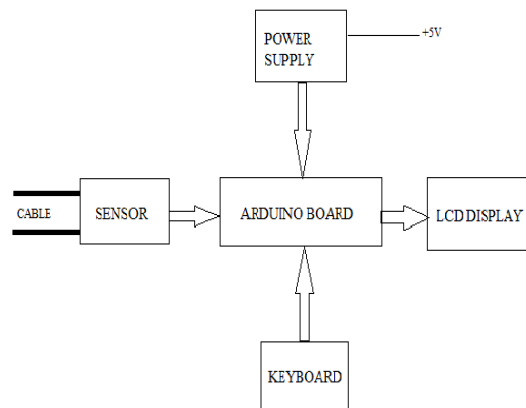 POWER
SUPPLY
+5V
CABLE
SENSOR
ARDUINO BOARD
LCD DISPLAY
KEYBOARD